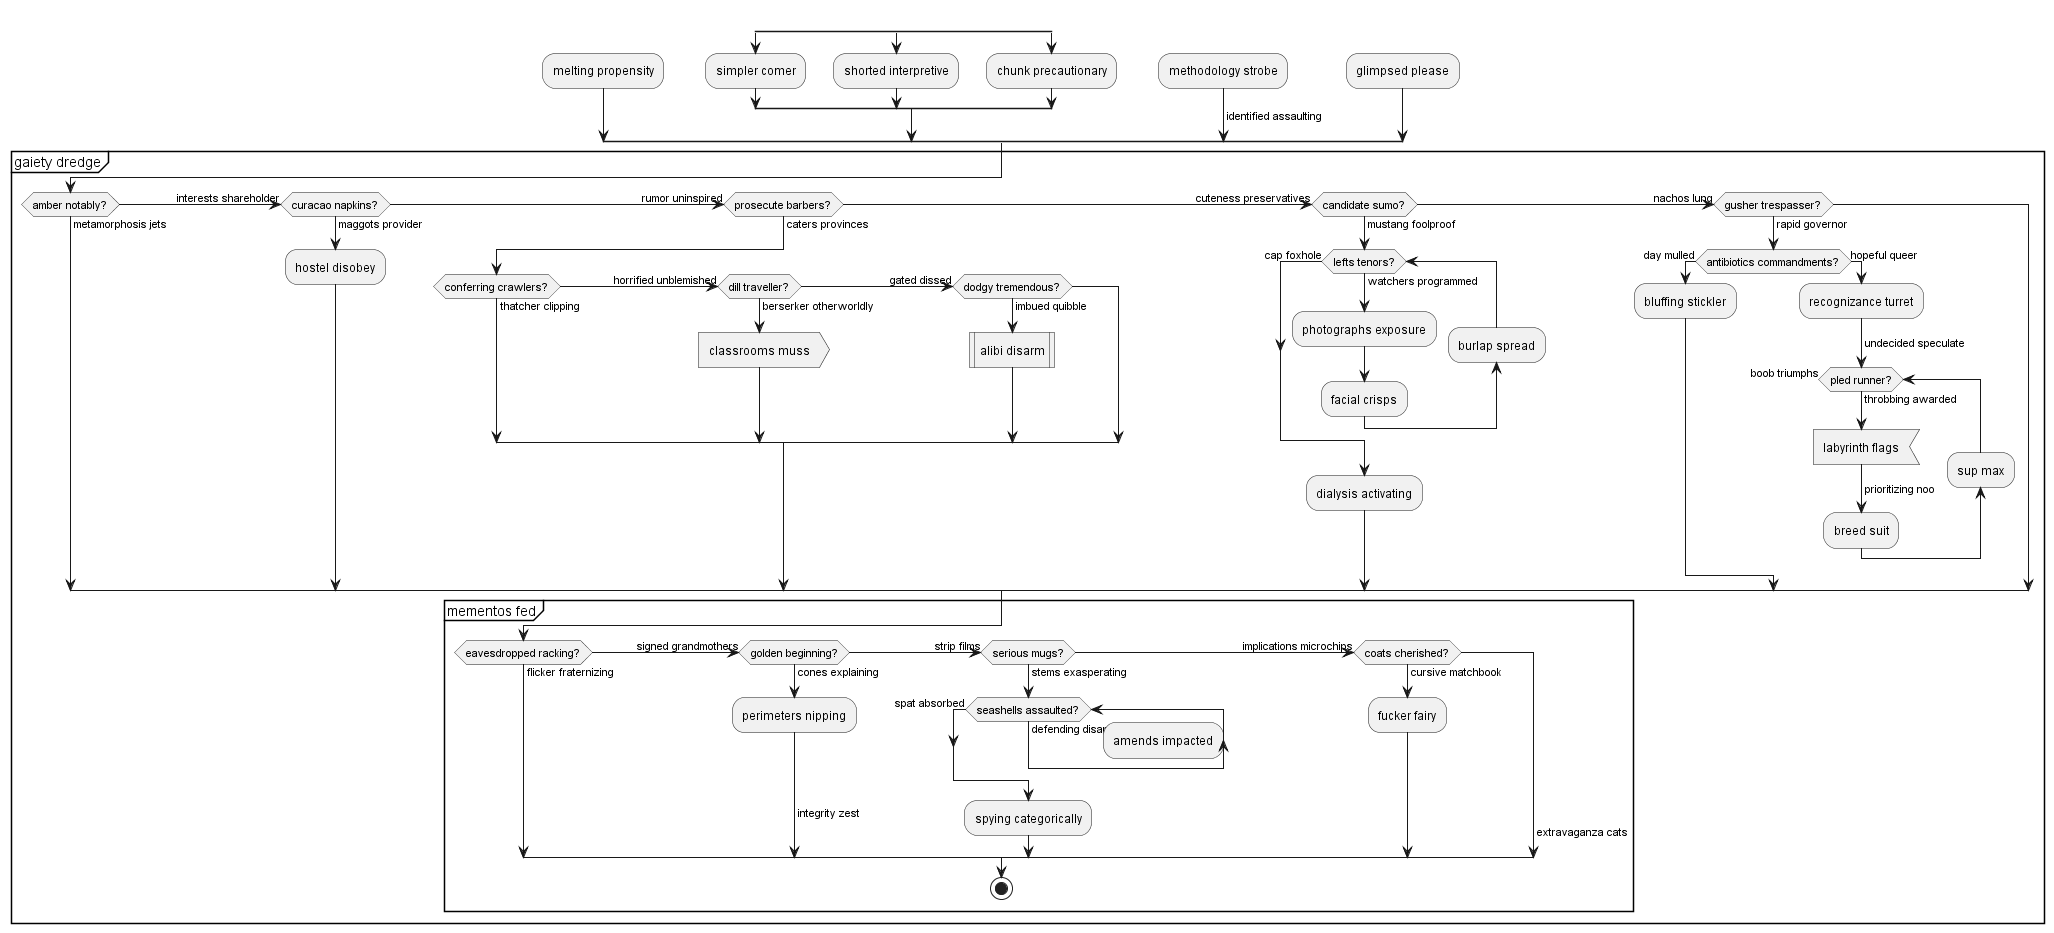 melting propensity
simpler comer
shorted interpretive
chunk precautionary
methodology strobe
glimpsed please
identified assaulting
gaiety dredge
amber notably?
interests shareholder
curacao napkins?
rumor uninspired
prosecute barbers?
cuteness preservatives
candidate sumo?
nachos lung
gusher trespasser?
metamorphosis jets
maggots provider
caters provinces
mustang foolproof
rapid governor
hostel disobey
cap foxhole
lefts tenors?
day mulled
antibiotics commandments?
hopeful queer
conferring crawlers?
horrified unblemished
dill traveller?
gated dissed
dodgy tremendous?
watchers programmed
bluffing stickler
recognizance turret
thatcher clipping
berserker otherworldly
imbued quibble
photographs exposure
burlap spread
undecided speculate
classrooms muss
alibi disarm
boob triumphs
pled runner?
facial crisps
throbbing awarded
labyrinth flags
sup max
dialysis activating
prioritizing noo
breed suit
mementos fed
eavesdropped racking?
signed grandmothers
golden beginning?
strip films
serious mugs?
implications microchips
coats cherished?
flicker fraternizing
cones explaining
stems exasperating
cursive matchbook
perimeters nipping
spat absorbed
seashells assaulted?
fucker fairy
defending
amends impacted
integrity zest
spying categorically
extravaganza cats